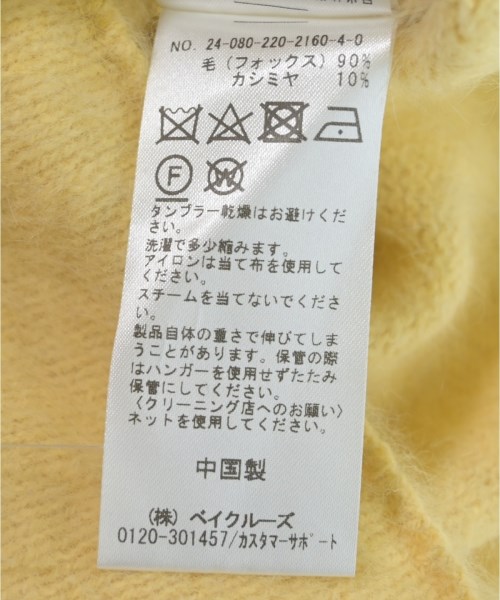 NO. 24-080-220-2160-4-0
毛(フォックス) 90%
カシミヤ 10%
F
W
タンブラー乾燥はお避けくだ
さい。
洗濯で多少縮みます。
アイロンは当て布を使用して
ください。
スチームを当てないでくださ
い。
製品自体の重さで伸びてしま
うことがあります。保管の際
はハンガーを使用せずたたみ
保管にしてください。
〈クリーニング店へのお願い〉
ネットを使用してください。
中国製
(株) ベイクルーズ
0120-301457/カスタマーサポート